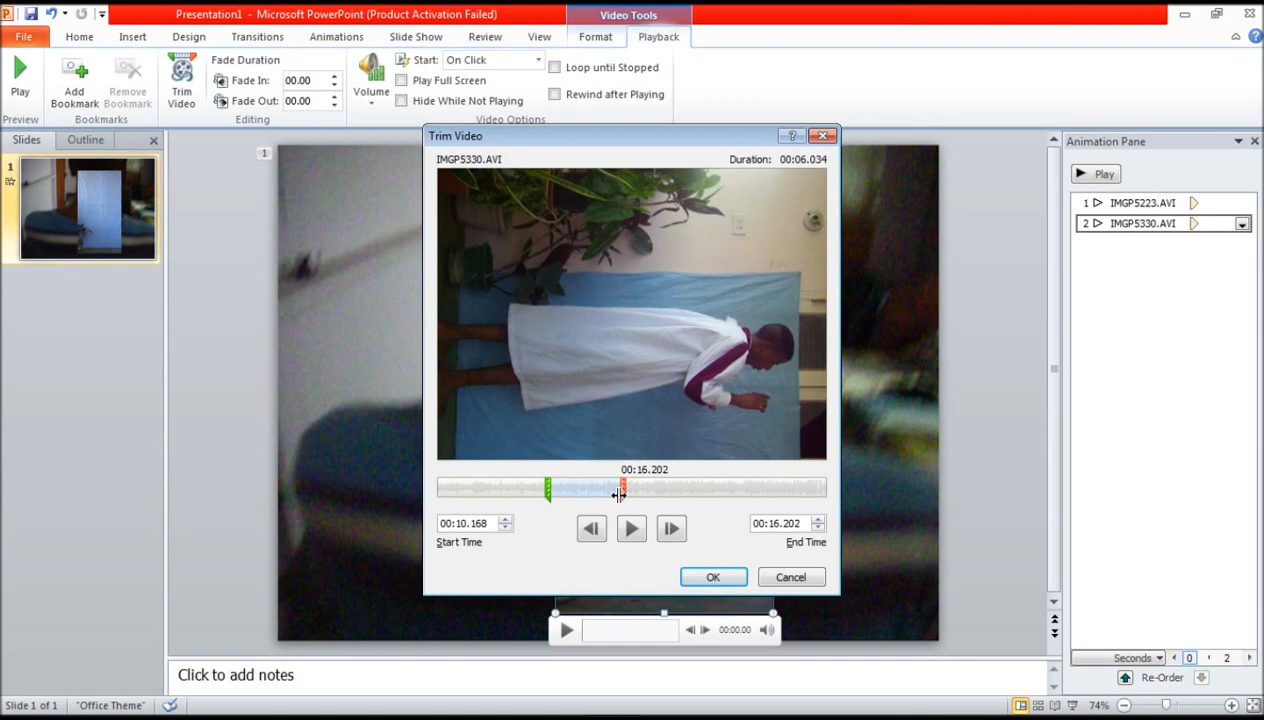 Presentation1 - Microsoft PowerPoint (Product Activation Failed)
Video Tools
File Home Insert Design Transitions Animations Slide Show Review View Format Playback
Play
Preview
Add Bookmark
Remove Bookmark
Bookmarks
Trim Video
Fade Duration
Fade In: 00.00
Fade Out: 00.00
Editing
Volume
Start: On Click
Play Full Screen
Hide While Not Playing
Loop until Stopped
Rewind after Playing
Video Options
Slides Outline
1
1
Trim Video
IMGP5330.AVI Duration: 00:06.034
00:16.202
00:10.168
Start Time
00:16.202
End Time
OK Cancel
00:00.00
Animation Pane
Play
1 IMGP5223.AVI
2 IMGP5330.AVI
Seconds 0 2
Re-Order
Click to add notes
Slide 1 of 1 "Office Theme" 74%